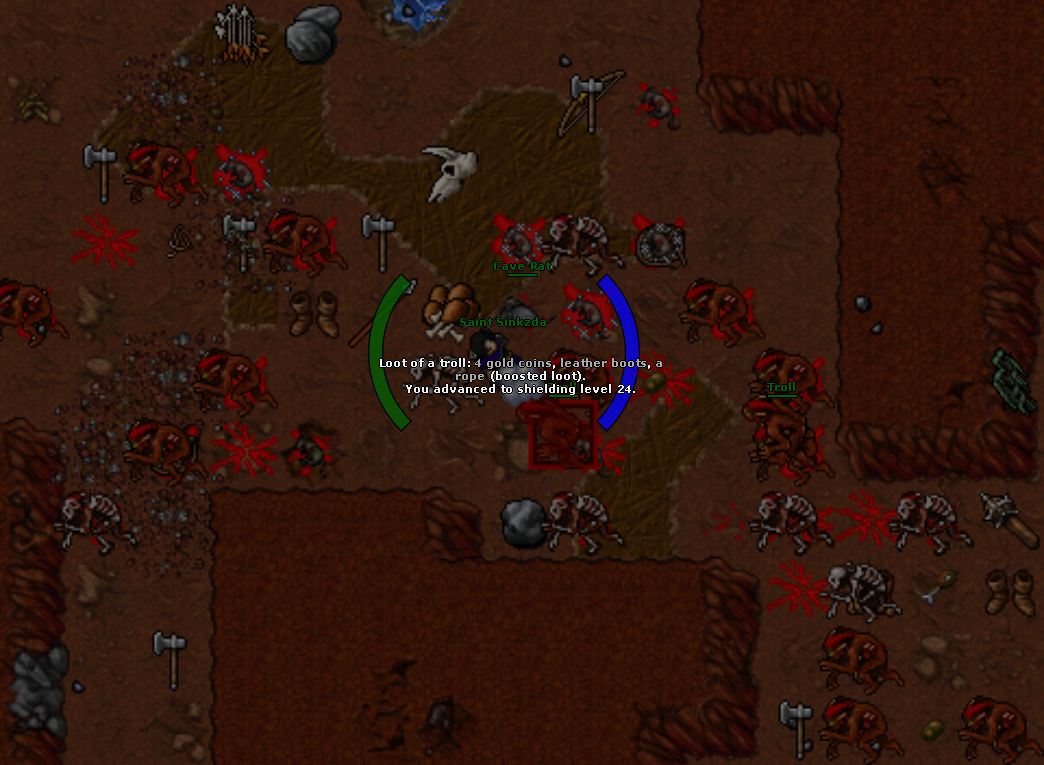 Cave Rat
Saint Sinkzda
Loot of a troll: 4 gold coins, leather boots, a
rope (boosted loot).
You advanced to shielding level 24.
Troll